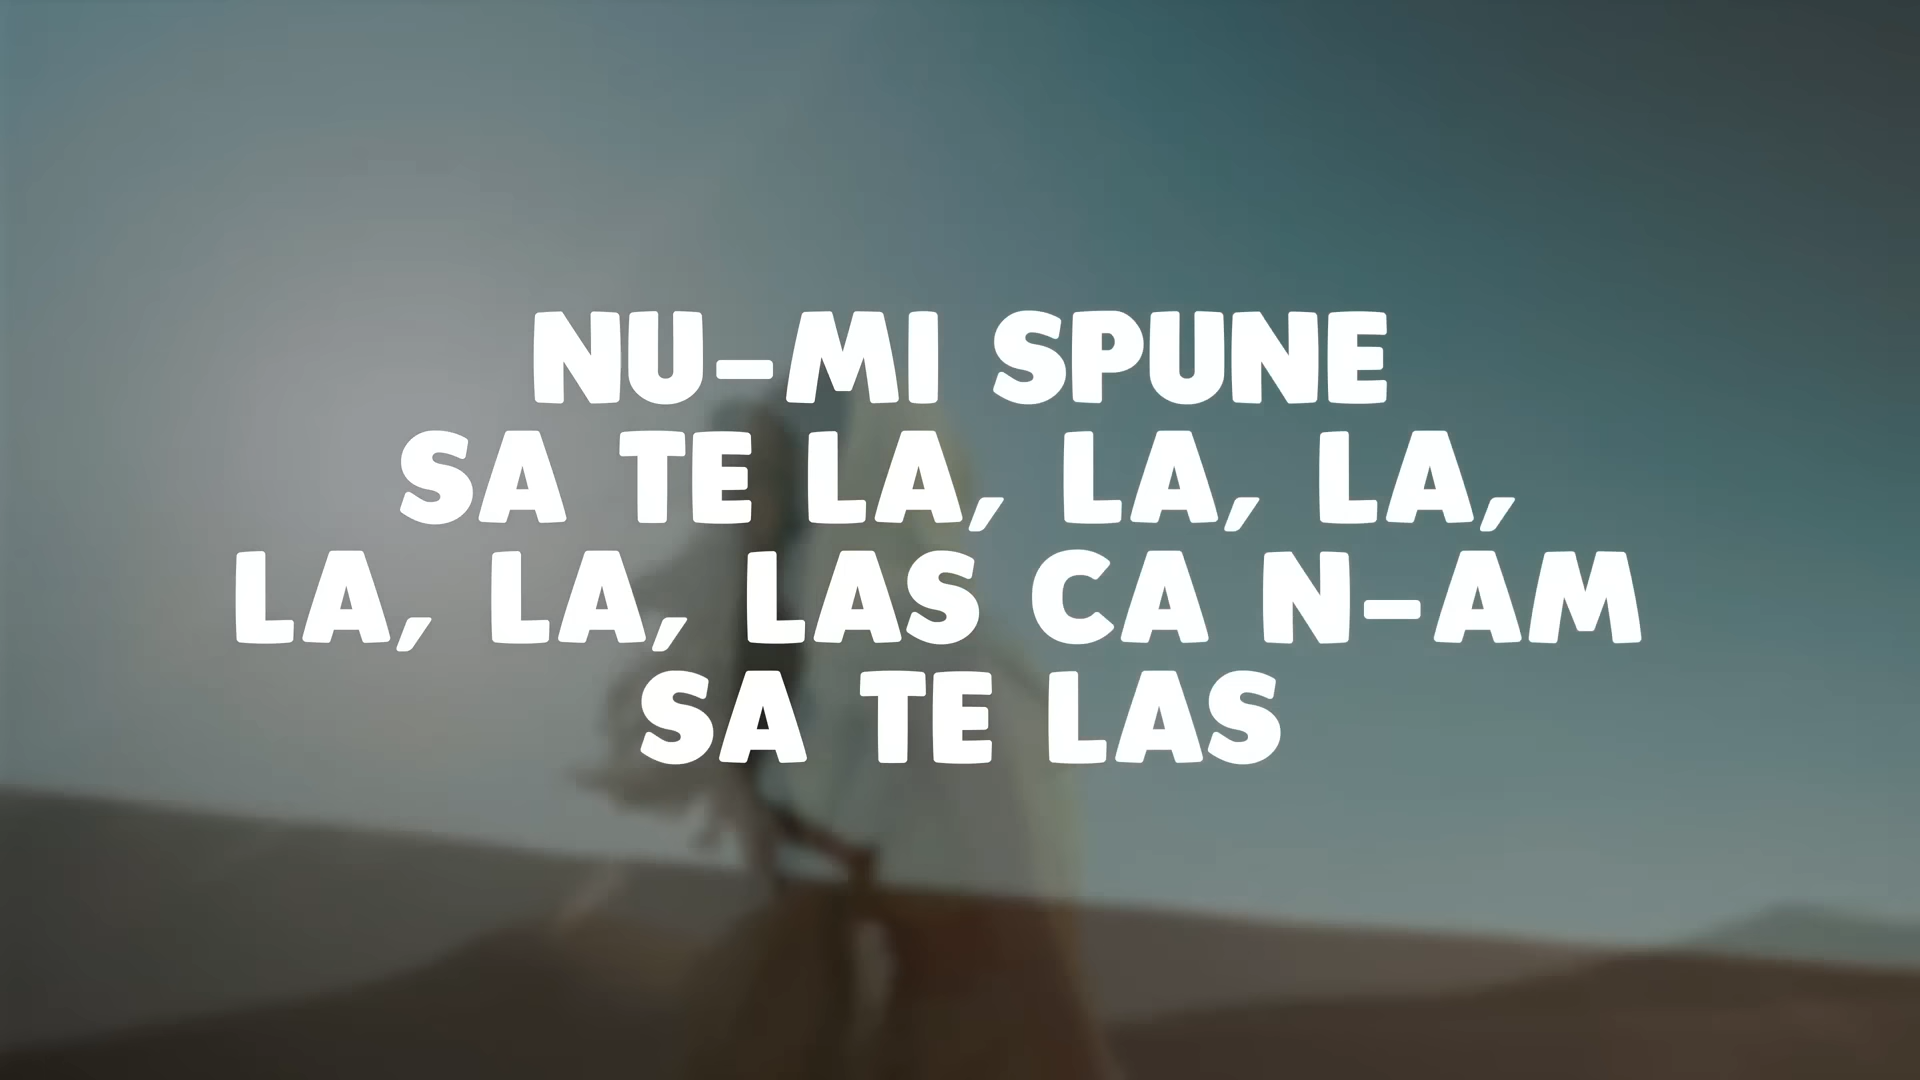 NU-MI SPUNE
SA TE LA, LA, LA,
LA, LA, LAS CA N-AM
SA TE LAS